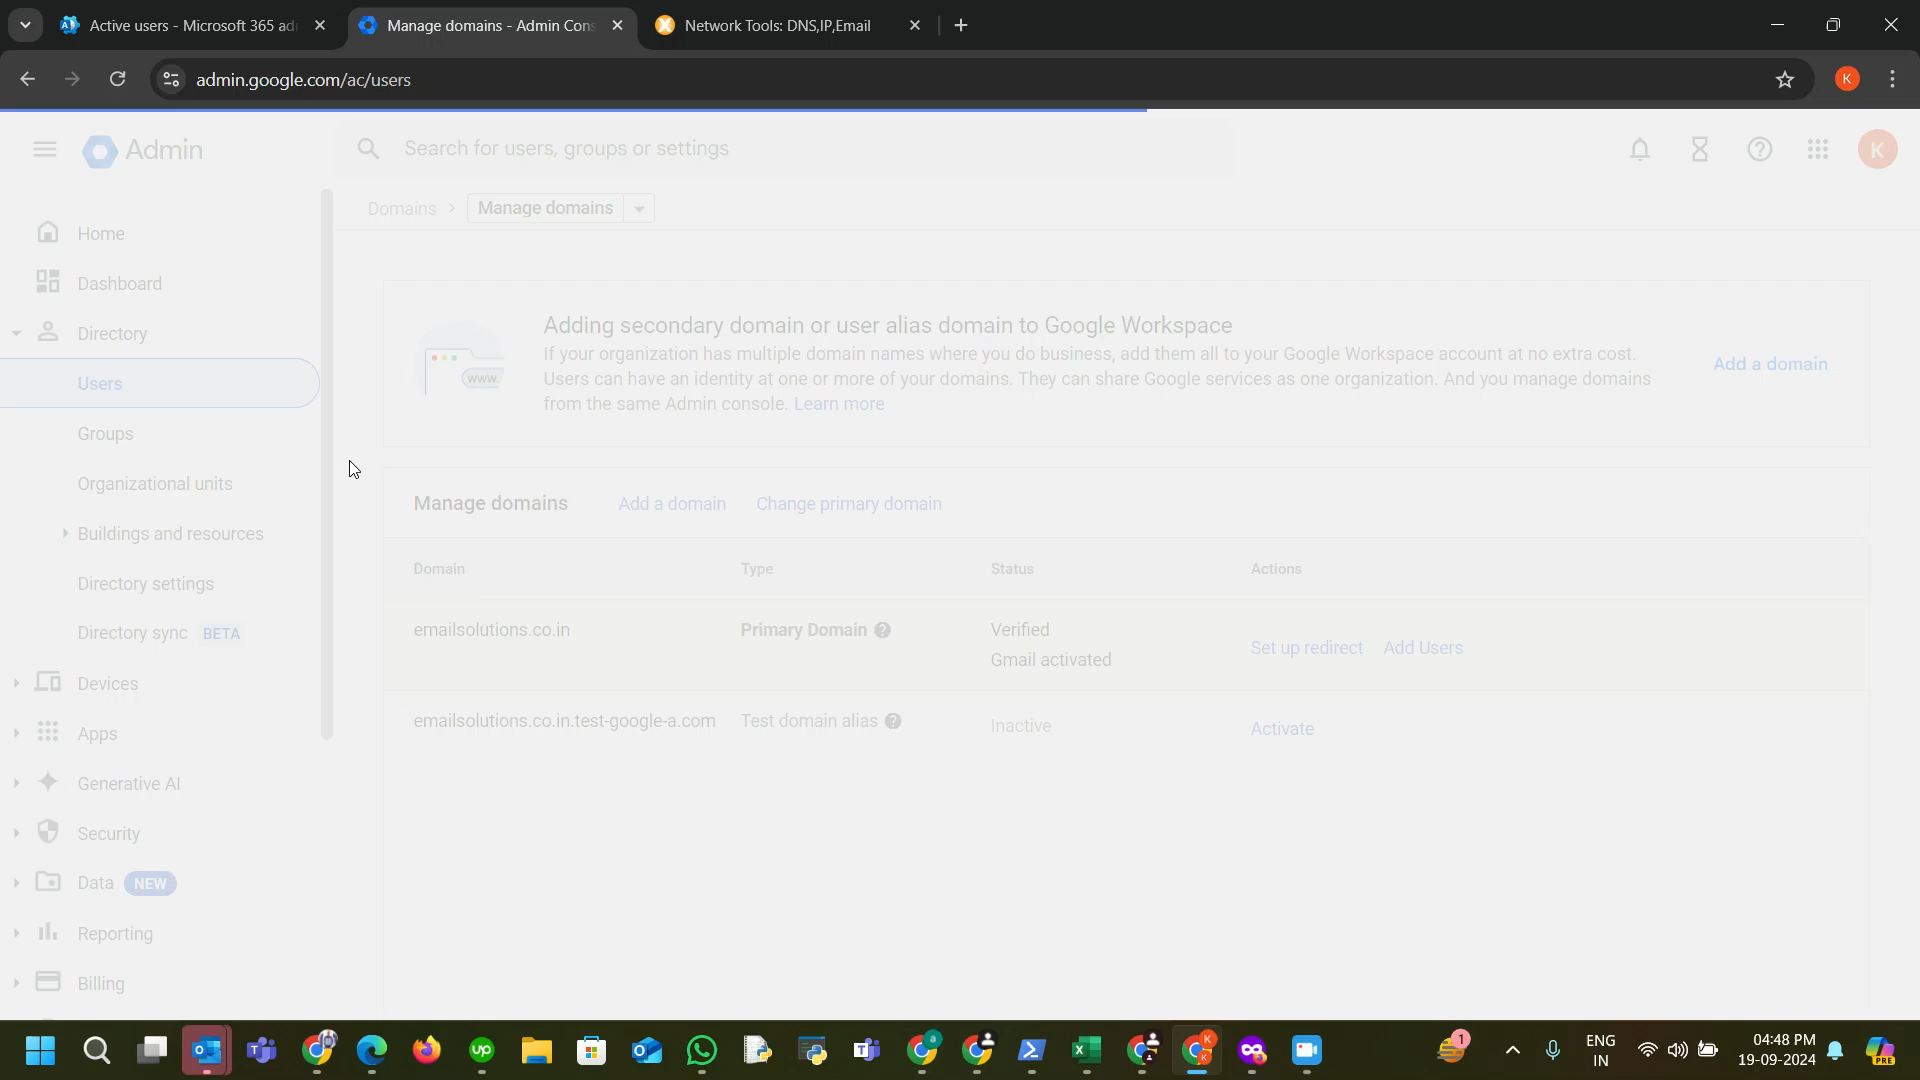 Active users - Microsoft 365 ad
Manage domains - Admin Cons
Network Tools: DNS,IP,Email
admin.google.com/ac/users
K
Admin
Search for users, groups or settings
K
Domains
Manage domains
Home
Dashboard
Directory
Users
Groups
Organizational units
Buildings and resources
Directory settings
Directory sync BETA
Devices
Apps
Generative AI
Security
Data NEW
Reporting
Billing
www.
Adding secondary domain or user alias domain to Google Workspace
If your organization has multiple domain names where you do business, add them all to your Google Workspace account at no extra cost.
Users can have an identity at one or more of your domains. They can share Google services as one organization. And you manage domains
from the same Admin console. Learn more
Add a domain
Manage domains Add a domain Change primary domain
Domain Type Status Actions
emailsolutions.co.in Primary Domain Verified
Gmail activated
Set up redirect Add Users
emailsolutions.co.in.test-google-a.com Test domain alias Inactive Activate
1
ENG
IN
04:48 PM
19-09-2024
PRE